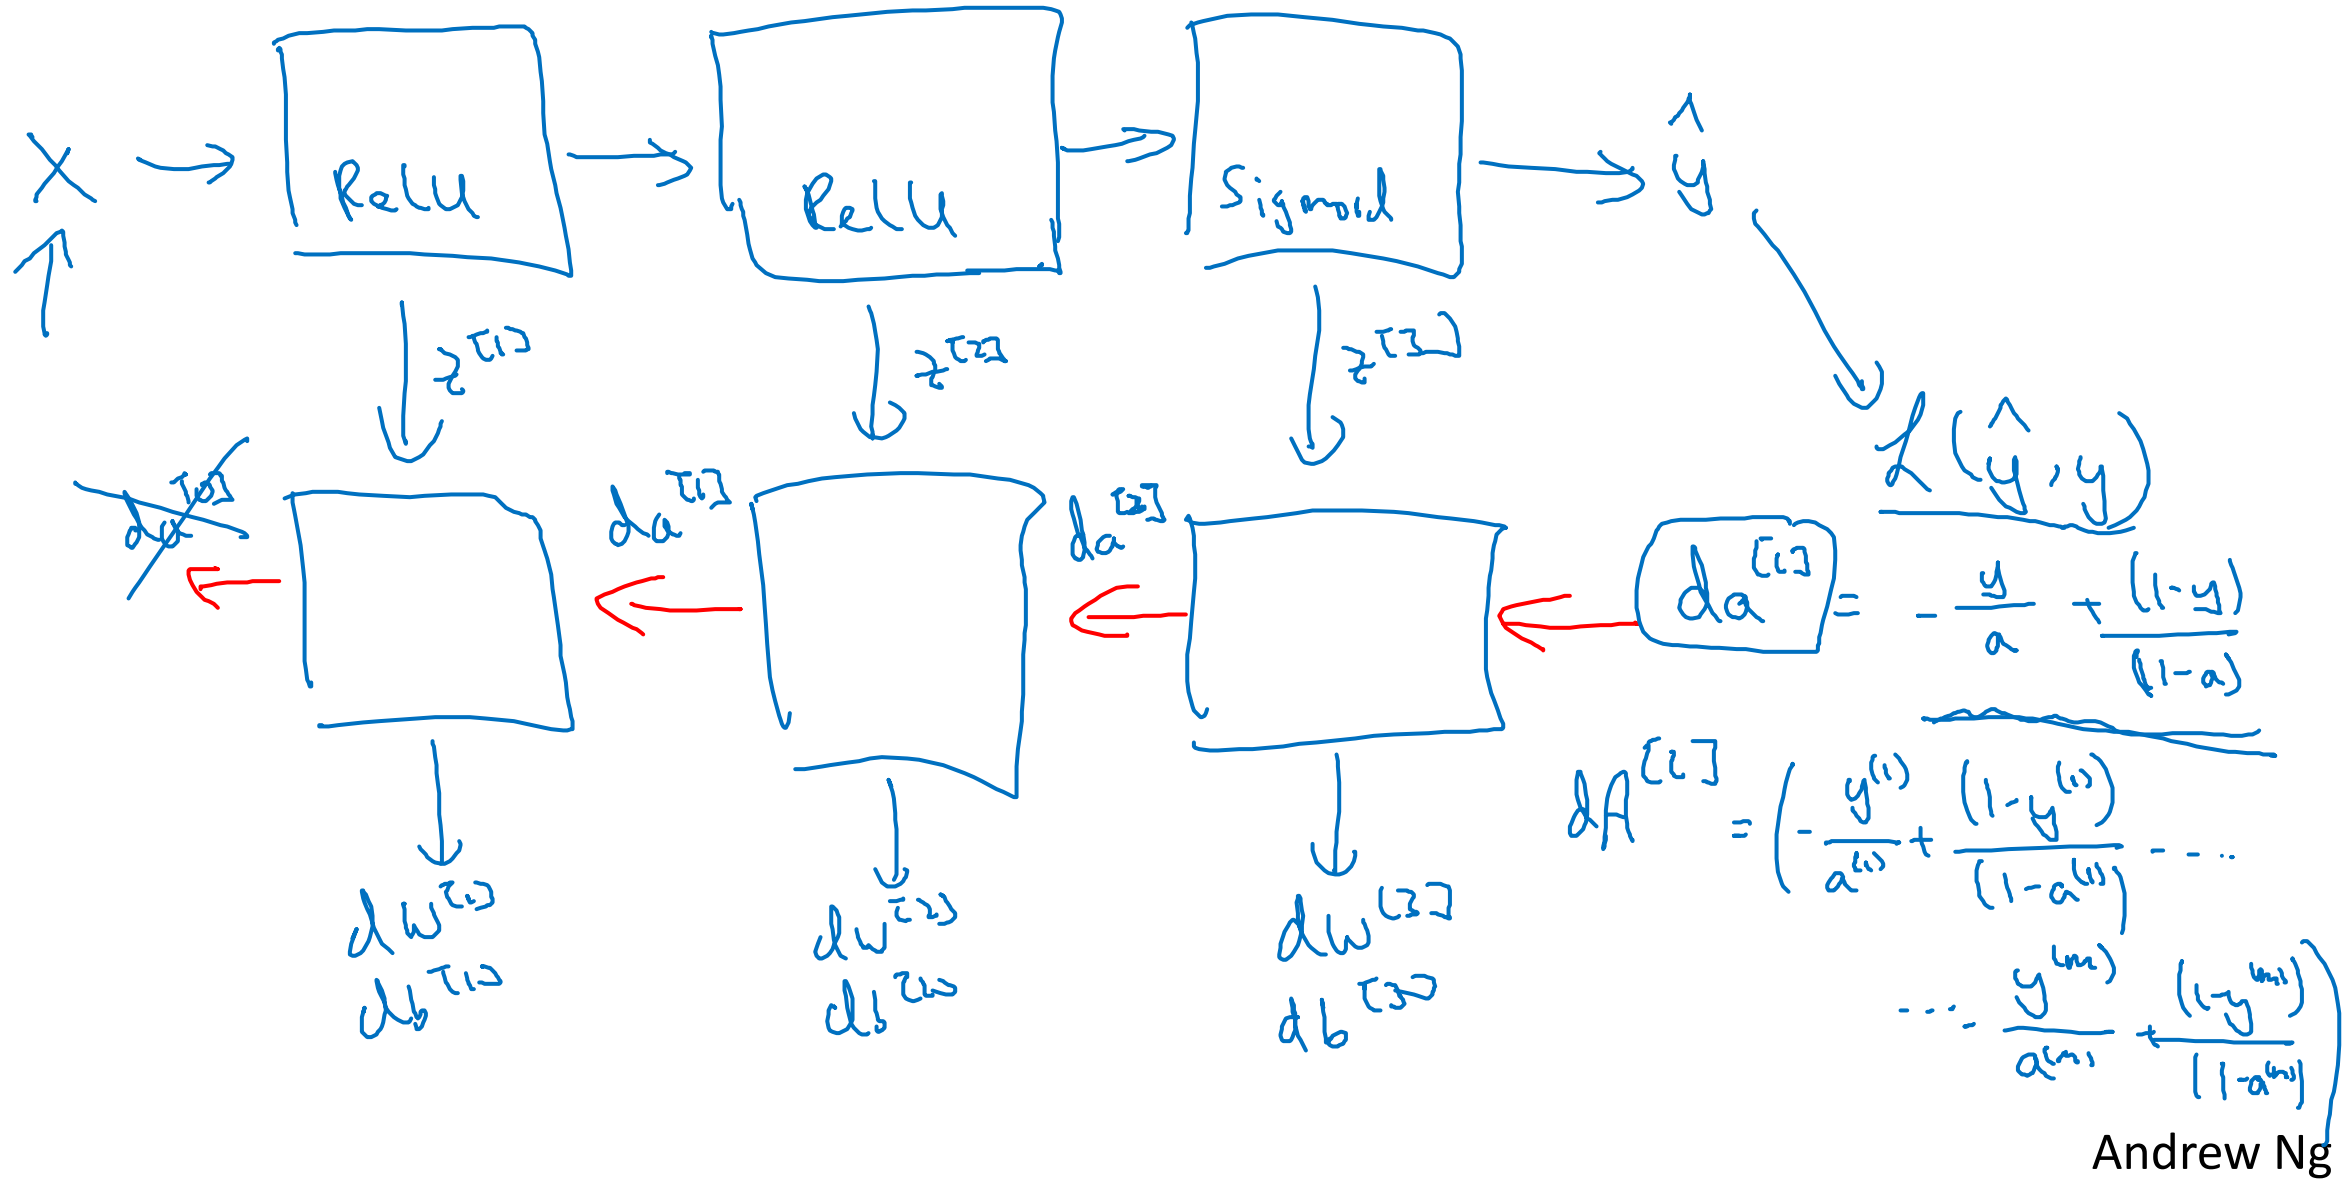 X → ReLU → ReLU → Sigmoid → ŷ
z^[1] z^[2] z^[3]
L(ŷ, y)
da^[0] da^[1] da^[2] da^[l] = - y/a + (1-y)/(1-a)
dA^[l] = (- y^(1)/a^(1) + (1-y^(1))/(1-a^(1)) ----
dW^[1] dW^[2] dW^[3]
db^[1] db^[2] db^[3]
---- - y^(m)/a^(m) + (1-y^(m))/(1-a^(m)))
Andrew Ng